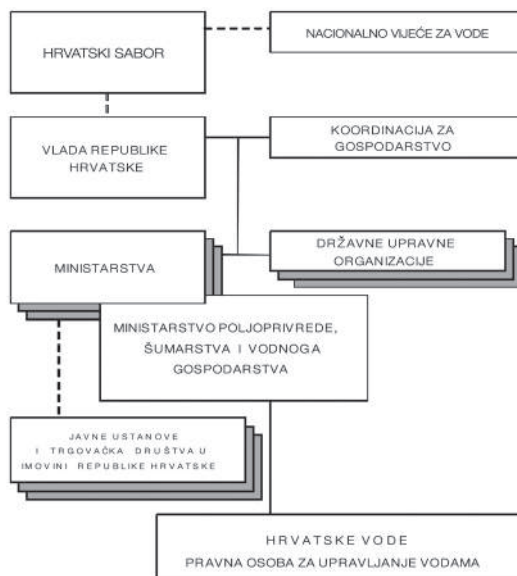 HRVATSKI SABOR
NACIONALNO VIJEĆE ZA VODE
VLADA REPUBLIKE
HRVATSKE
KOORDINACIJA ZA
GOSPODARSTVO
MINISTARSTVA
DRŽAVNE UPRAVNE
ORGANIZACIJE
MINISTARSTVO POLJOPRIVREDE,
ŠUMARSTVA I VODNOGA
GOSPODARSTVA
JAVNE USTANOVE
I TRGOVAČKA DRUŠTVA U
IMOVINI REPUBLIKE HRVATSKE
HRVATSKE VODE
PRAVNA OSOBA ZA UPRAVLJANJE VODAMA